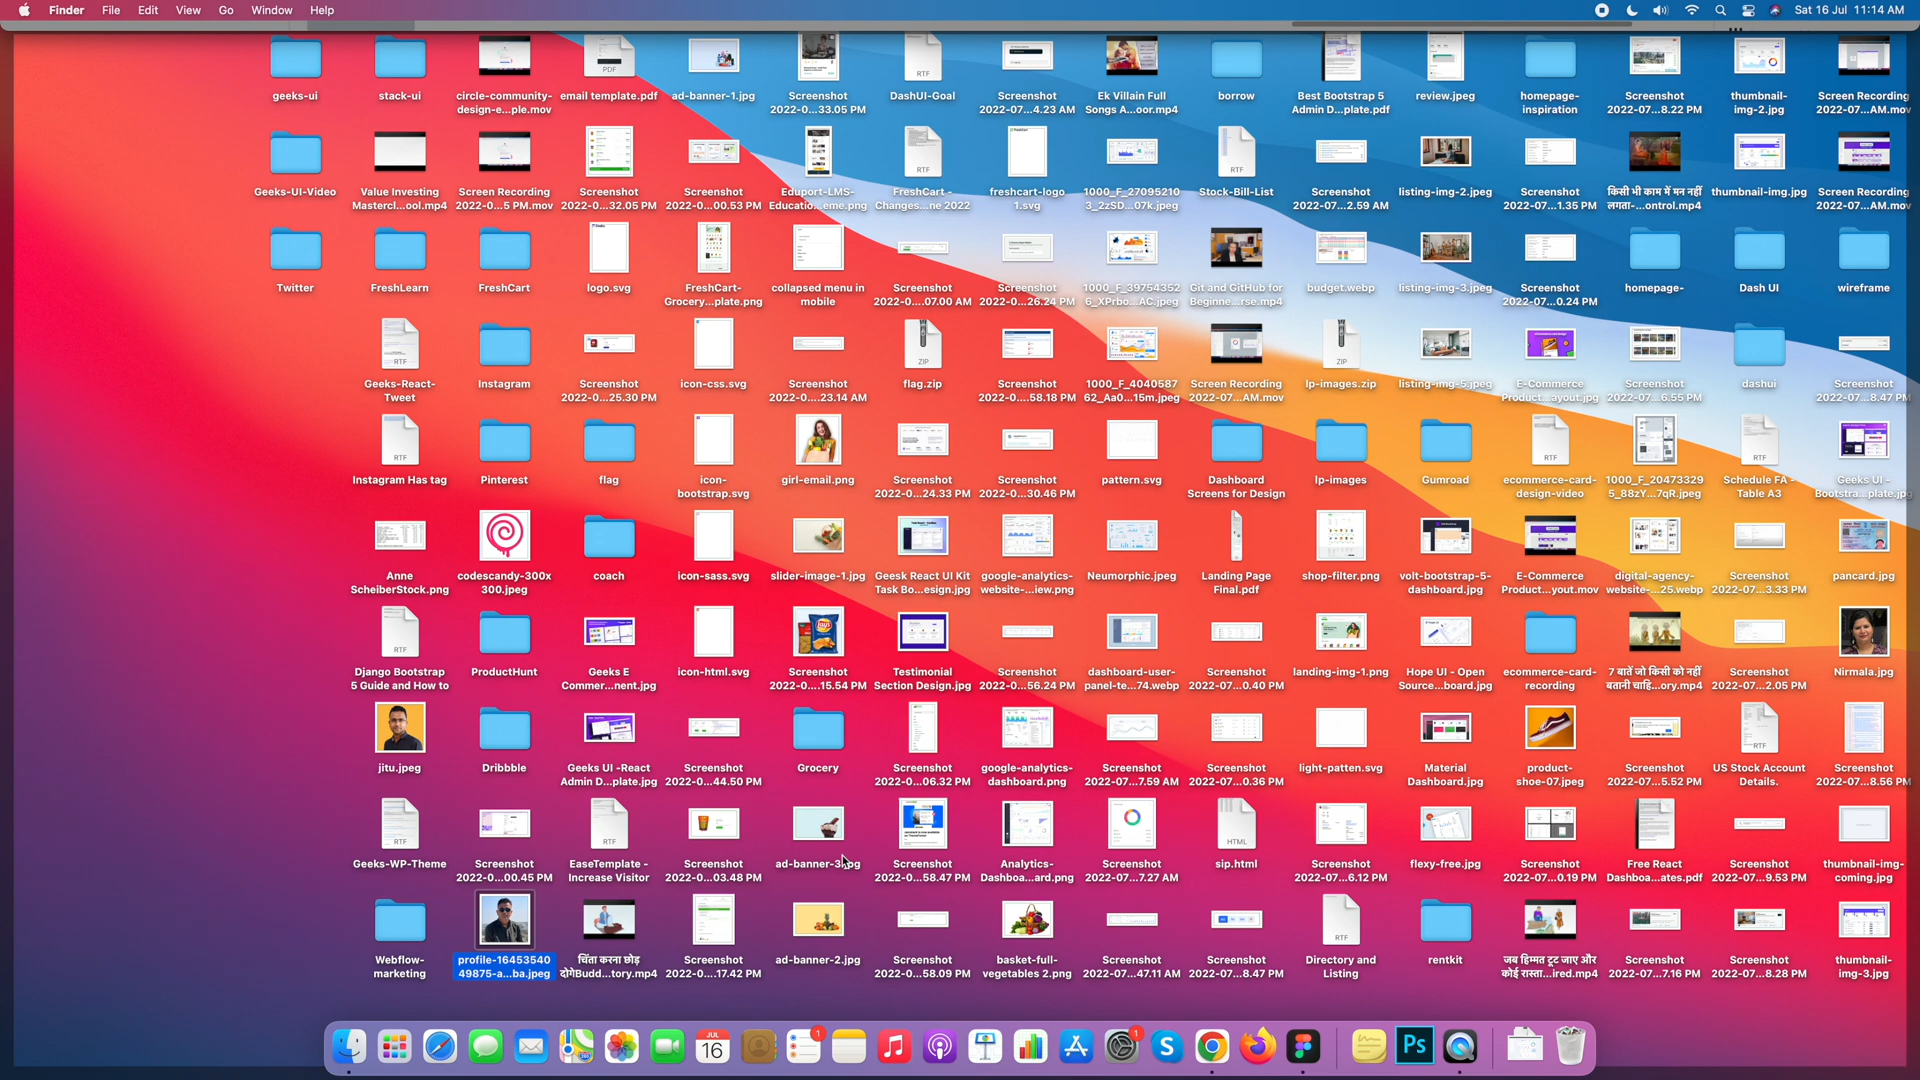 Finder File Edit View Go Window Help
Sat 16 Jul 11:14 AM
geeks-ui
stack-ui
circle-community-
design-e...ple.mov
PDF
email template.pdf
ad-banner-1.jpg
Screenshot
2022-0...33.05 PM
RTF
DashUI-Goal
Screenshot
2022-07...4.23 AM
Ek Villain Full
Songs A...oor.mp4
borrow
Best Bootstrap 5
Admin D...plate.pdf
review.jpeg
homepage-
inspiration
Screenshot
2022-07...8.22 PM
thumbnail-
img-2.jpg
Screen Recording
2022-07...AM.mov
Geeks-UI-Video
Value Investing
Mastercl...ool.mp4
Screen Recording
2022-0...5 PM.mov
Screenshot
2022-0...32.05 PM
Screenshot
2022-0...00.53 PM
Eduport-LMS-
Educatio...eme.png
FreshCart -
Changes...ne 2022
freshcart-logo
1.svg
1000_F_27095210
3_2zSD...07k.jpeg
RTF
Stock-Bill-List
Screenshot
2022-07...2.59 AM
listing-img-2.jpeg
Screenshot
2022-07...1.35 PM
किसी भी काम में मन नहीं
लगता-...ontrol.mp4
thumbnail-img.jpg
Screen Recording
2022-07...AM.mov
Twitter
FreshLearn
FreshCart
logo.svg
FreshCart-
Grocery...plate.png
collapsed menu in
mobile
Screenshot
2022-0....07.00 AM
Screenshot
2022-0...26.24 PM
1000_F_39754352
6_XPrbo...AC.jpeg
Git and GitHub for
Beginne...rse.mp4
budget.webp
listing-img-3.jpeg
Screenshot
2022-07...0.24 PM
homepage-
Dash UI
wireframe
RTF
Geeks-React-
Tweet
Instagram
Screenshot
2022-0...25.30 PM
icon-css.svg
Screenshot
2022-0....23.14 AM
ZIP
flag.zip
Screenshot
2022-0....58.18 PM
1000_F_4040587
62_Aa0...15m.jpeg
Screen Recording
2022-07...AM.mov
ZIP
lp-images.zip
listing-img-5.jpeg
E-Commerce
Product...ayout.jpg
Screenshot
2022-07...6.55 PM
dashui
Screenshot
2022-07...8.47 PM
RTF
Instagram Has tag
Pinterest
flag
icon-
bootstrap.svg
girl-email.png
Screenshot
2022-0...24.33 PM
Screenshot
2022-0...30.46 PM
pattern.svg
Dashboard
Screens for Design
lp-images
Gumroad
RTF
ecommerce-card-
design-video
1000_F_20473329
5_88zY...7qR.jpeg
RTF
Schedule FA -
Table A3
Geeks UI -
Bootstra...plate.jpg
Anne
ScheiberStock.png
codescandy-300x
300.jpeg
coach
icon-sass.svg
slider-image-1.jpg
Geesk React UI Kit
Task Bo...esign.jpg
google-analytics-
website-...iew.png
Neumorphic.jpeg
Landing Page
Final.pdf
shop-filter.png
volt-bootstrap-5-
dashboard.jpg
E-Commerce
Product...yout.mov
digital-agency-
website-...25.webp
Screenshot
2022-07...3.33 PM
pancard.jpg
RTF
Django Bootstrap
5 Guide and How to
ProductHunt
Geeks E
Commer...nent.jpg
icon-html.svg
Screenshot
2022-0....15.54 PM
Testimonial
Section Design.jpg
Screenshot
2022-0...56.24 PM
dashboard-user-
panel-te...74.webp
Screenshot
2022-07...0.40 PM
landing-img-1.png
Hope UI - Open
Source...board.jpg
ecommerce-card-
recording
7 बातें जो किसी को नहीं
बतानी चाहि...ory.mp4
Screenshot
2022-07...2.05 PM
Nirmala.jpg
jitu.jpeg
Dribbble
Geeks UI -React
Admin D...plate.jpg
Screenshot
2022-0...44.50 PM
Grocery
Screenshot
2022-0...06.32 PM
google-analytics-
dashboard.png
Screenshot
2022-07...7.59 AM
Screenshot
2022-07...0.36 PM
light-patten.svg
Material
Dashboard.jpg
product-
shoe-07.jpeg
Screenshot
2022-07...5.52 PM
RTF
US Stock Account
Details.
Screenshot
2022-07...8.56 PM
RTF
Geeks-WP-Theme
Screenshot
2022-0...00.45 PM
RTF
EaseTemplate -
Increase Visitor
Screenshot
2022-0...03.48 PM
Screenshot
2022-0...58.47 PM
Analytics-
Dashboa...ard.png
Screenshot
2022-07...7.27 AM
HTML
sip.html
Screenshot
2022-07...6.12 PM
flexy-free.jpg
Screenshot
2022-07...0.19 PM
Free React
Dashboa...ates.pdf
Screenshot
2022-07...9.53 PM
thumbnail-img-
coming.jpg
Webflow-
marketing
profile-16453540
49875-a...ba.jpeg
चिंता करना छोड़
दोगेBudd...tory.mp4
Screenshot
2022-0....17.42 PM
ad-banner-2.jpg
Screenshot
2022-0...58.09 PM
basket-full-
vegetables 2.png
Screenshot
2022-07...47.11 AM
Screenshot
2022-07...8.47 PM
RTF
Directory and
Listing
rentkit
जब हिम्मत टूट जाए और
कोई रास्ता...ired.mp4
Screenshot
2022-07...7.16 PM
Screenshot
2022-07...8.28 PM
thumbnail-
img-3.jpg
JUL
16
1
1
Ps